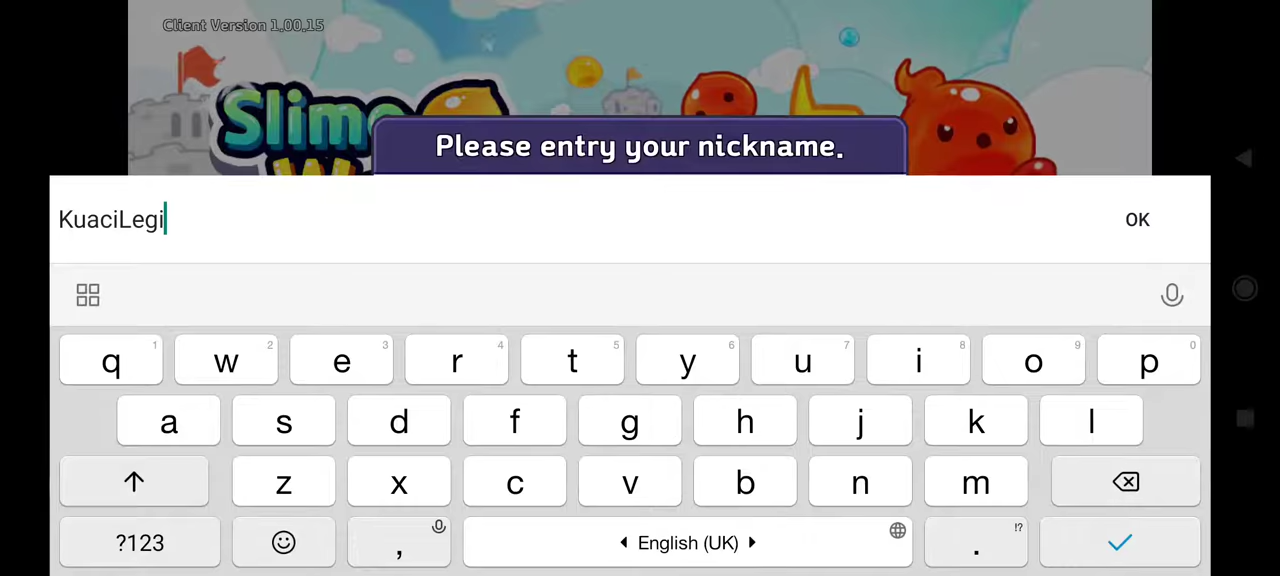 Client Version 1.00.15
Slime
W
Please entry your nickname.
KuaciLegi
OK
q 1 w 2 e 3 r 4 t 5 y 6 u 7 i 8 o 9 p 0
a s d f g h j k l
z x c v b n m
?123 , English (UK) . !?